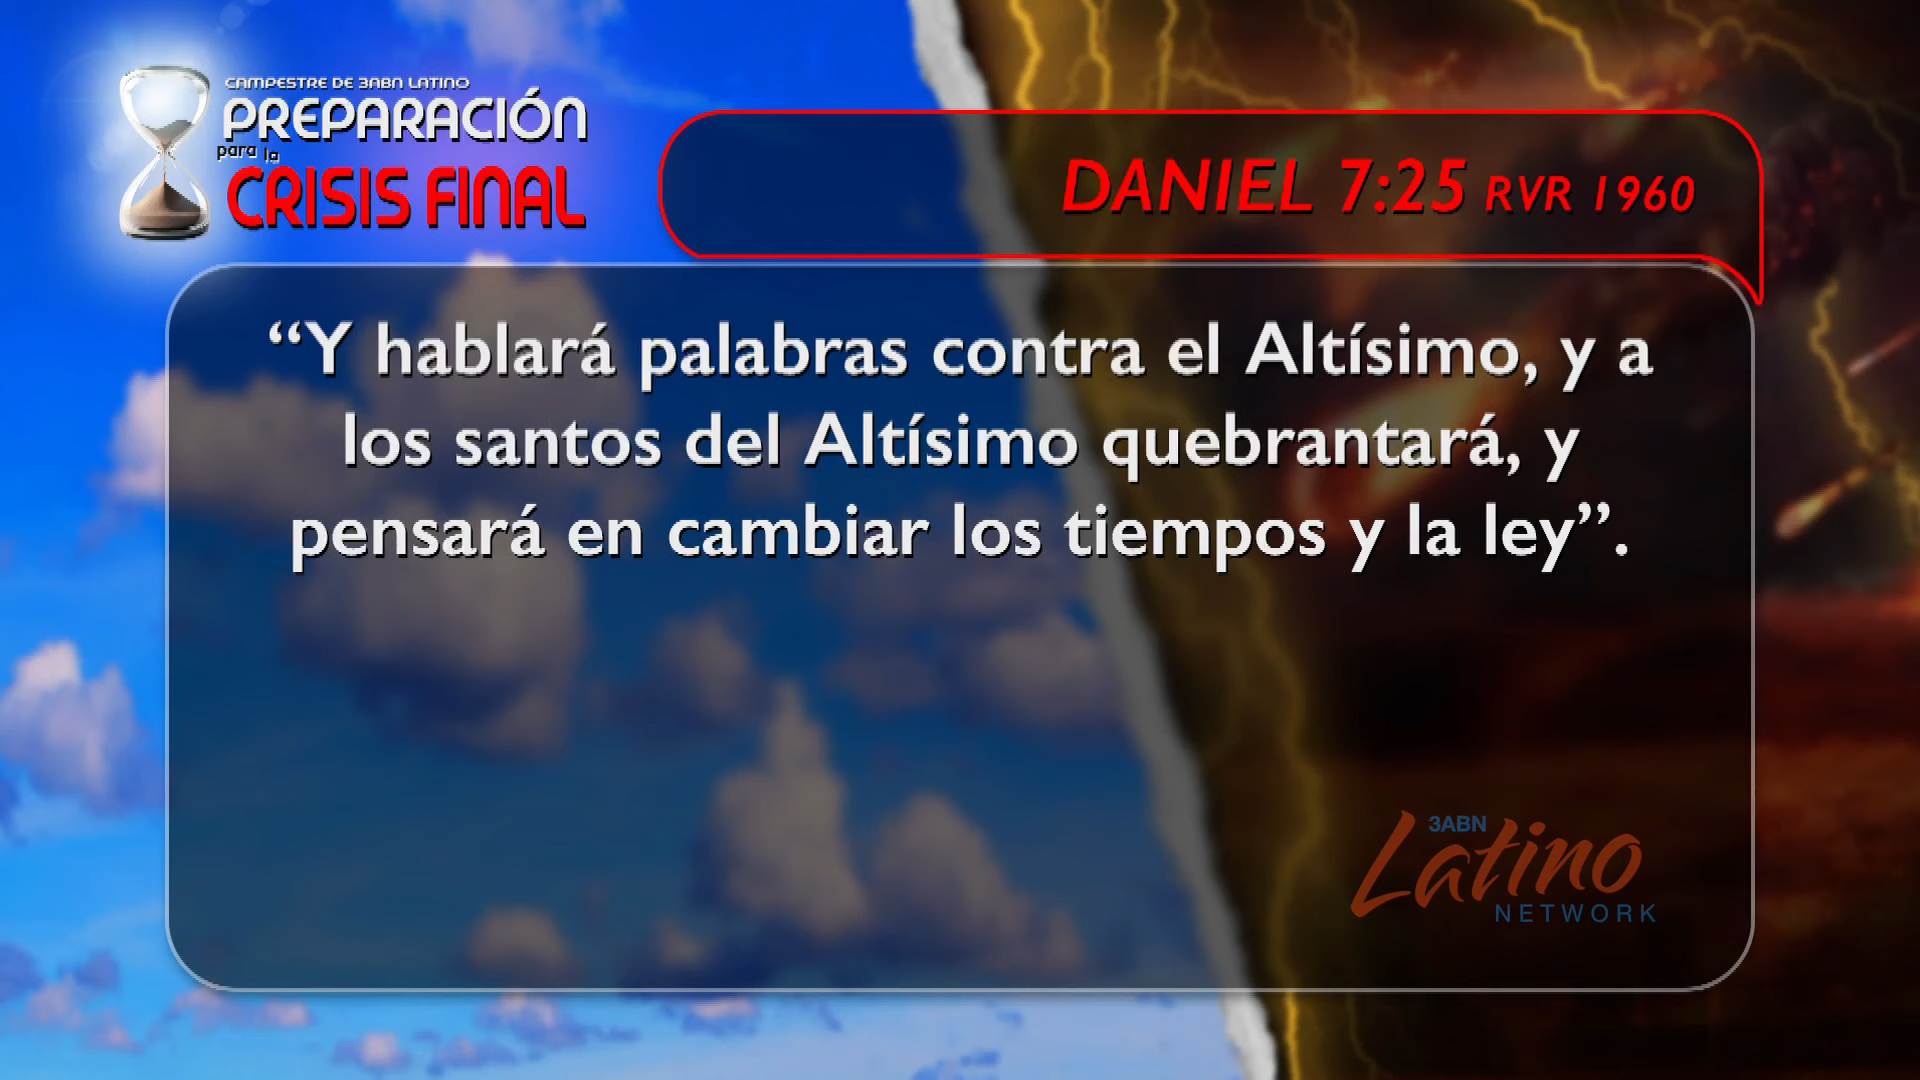 CAMPESTRE DE 3ABN LATINO
PREPARACIÓN
para la
CRISIS FINAL
DANIEL 7:25 RVR 1960
“Y hablará palabras contra el Altísimo, y a
los santos del Altísimo quebrantará, y
pensará en cambiar los tiempos y la ley”.
3ABN
Latino
NETWORK